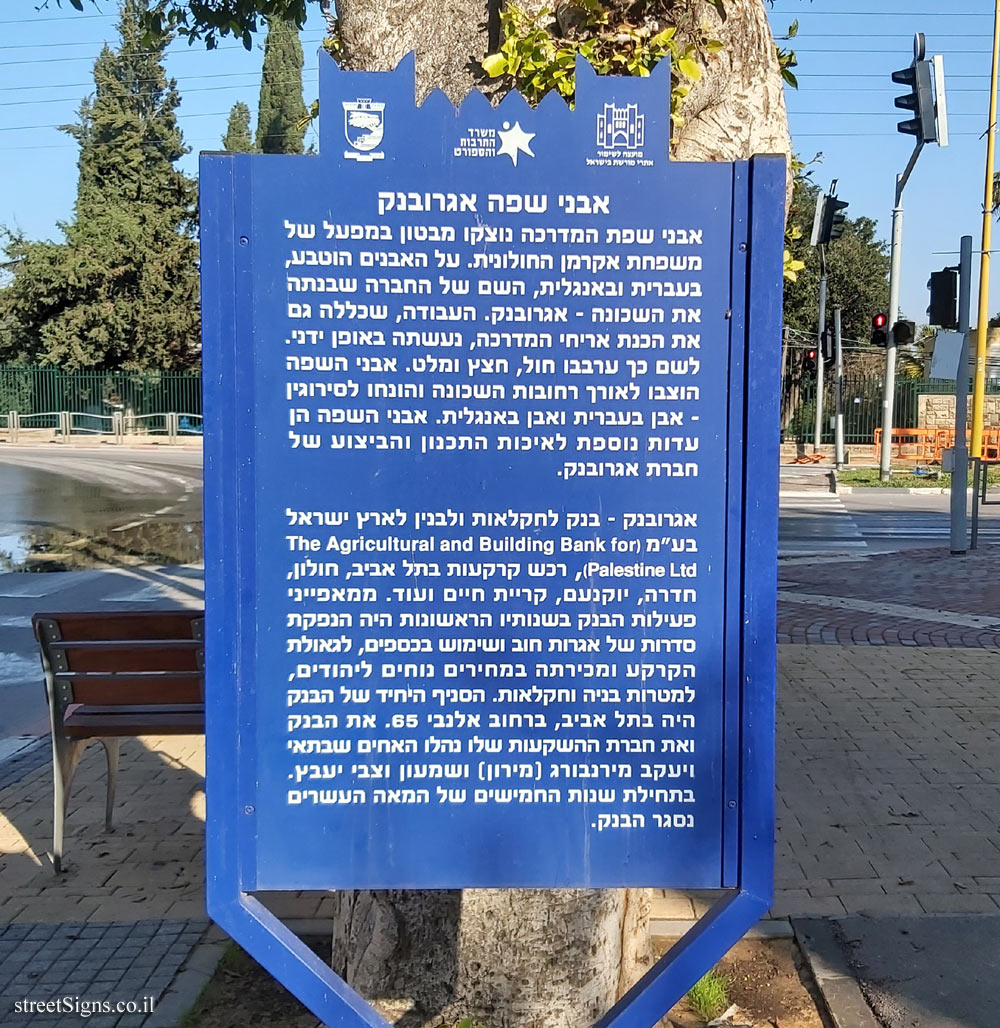 משרד
התרבות
והספורט
מועצה לשימור
אתרי מורשת בישראל
אבני שפה אגרובנק
אבני שפת המדרכה נוצקו מבטון במפעל של
משפחת אקרמן החולונית. על האבנים הוטבע,
בעברית ובאנגלית, השם של החברה שבנתה
את השכונה - אגרובנק. העבודה, שכללה גם
את הכנת אריחי המדרכה, נעשתה באופן ידני.
לשם כך ערבבו חול, חצץ ומלט. אבני השפה
הוצבו לאורך רחובות השכונה והונחו לסירוגין
- אבן בעברית ואבן באנגלית. אבני השפה הן
עדות נוספת לאיכות התכנון והביצוע של
חברת אגרובנק.
אגרובנק - בנק לחקלאות ולבנין לארץ ישראל
בע״מ (The Agricultural and Building Bank for
Palestine Ltd), רכש קרקעות בתל אביב, חולון,
חדרה, יוקנעם, קריית חיים ועוד. ממאפייני
פעילות הבנק בשנותיו הראשונות היה הנפקת
סדרות של אגרות חוב ושימוש בכספים, לגאולת
הקרקע ומכירתה במחירים נוחים ליהודים,
למטרות בניה וחקלאות. הסניף היחיד של הבנק
היה בתל אביב, ברחוב אלנבי 65. את הבנק
ואת חברת ההשקעות שלו נהלו האחים שבתאי
ויעקב מירנבורג (מירון) ושמעון וצבי יעבץ.
בתחילת שנות החמישים של המאה העשרים
נסגר הבנק.
streetSigns.co.il